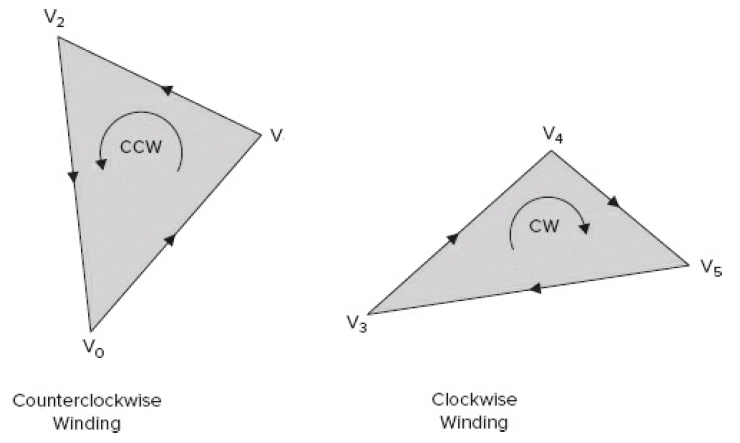 V₂
CCW
V
V₀
V₄
CW
V₅
V₃
Counterclockwise
Winding
Clockwise
Winding